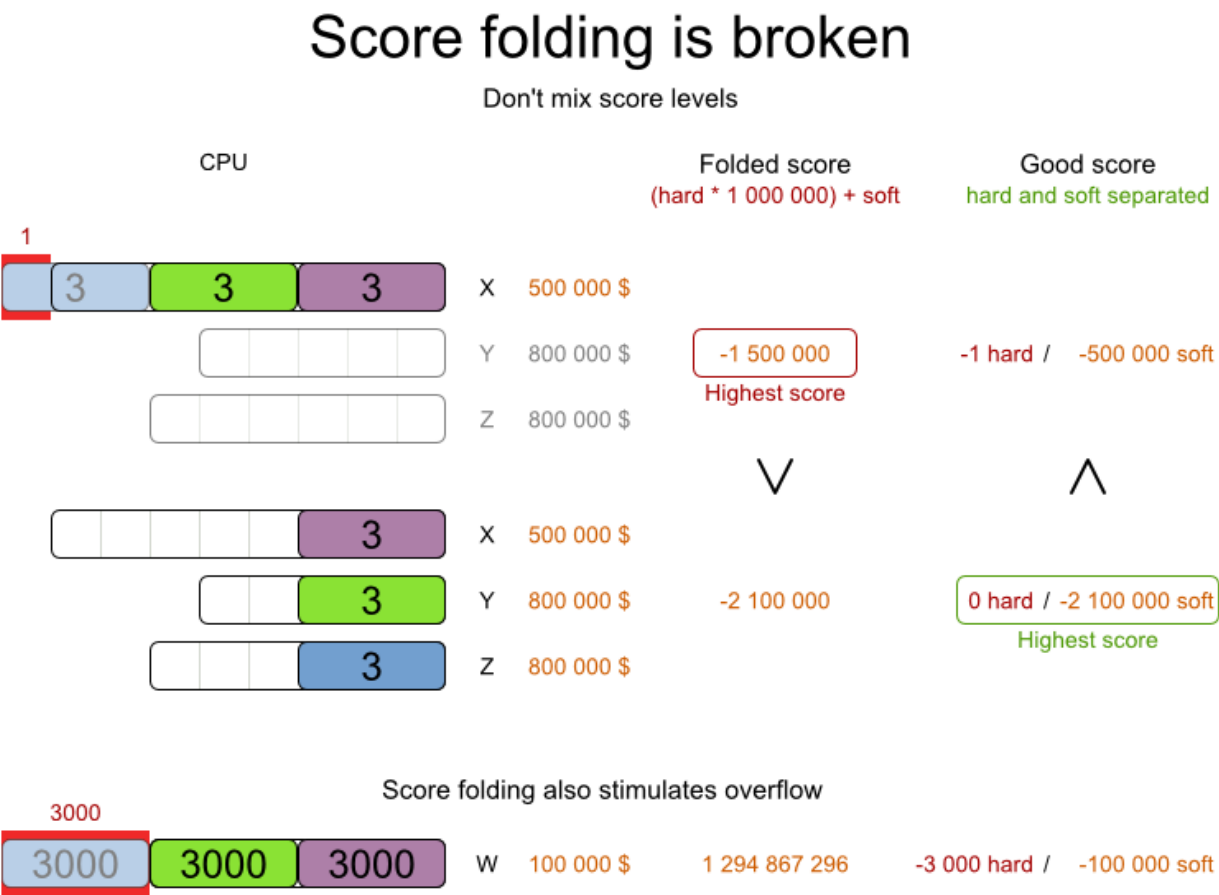 Score folding is broken
Don't mix score levels
CPU Folded score Good score
(hard * 1 000 000) + soft hard and soft separated
1
3 3 3 X 500 000 $
Y 800 000 $ -1 500 000 -1 hard / -500 000 soft
Highest score
Z 800 000 $
V Λ
3 X 500 000 $
3 Y 800 000 $ -2 100 000 0 hard / -2 100 000 soft
Highest score
3 Z 800 000 $
Score folding also stimulates overflow
3000
3000 3000 3000 W 100 000 $ 1 294 867 296 -3 000 hard / -100 000 soft